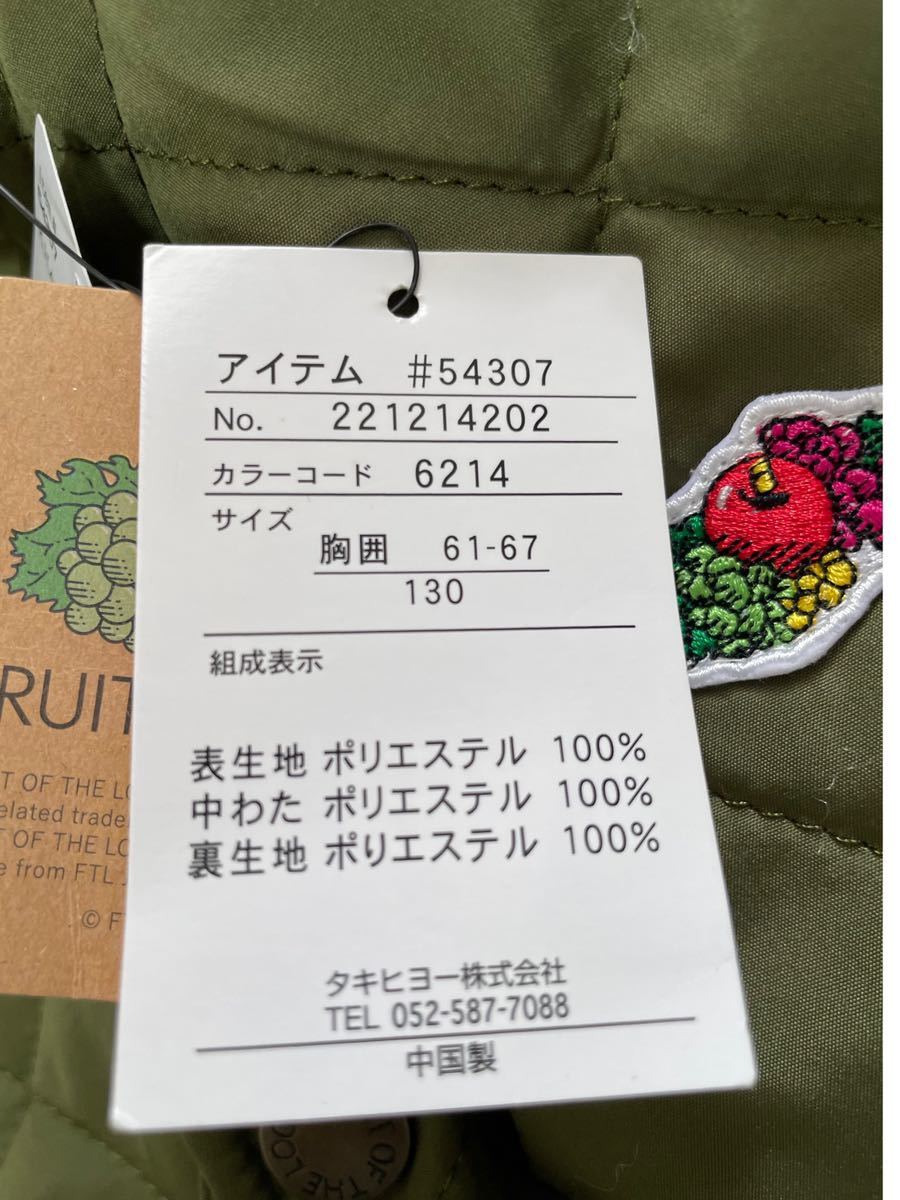 アイテム #54307
No. 221214202
カラーコード 6214
サイズ
胸囲 61-67
130
組成表示
表生地 ポリエステル 100%
中わた ポリエステル 100%
裏生地 ポリエステル 100%
タキヒヨー株式会社
TEL 052-587-7088
中国製
RUIT
T OF THE LO
elated trade
OF THE LO
e from FTL
© F
OF THE LOO